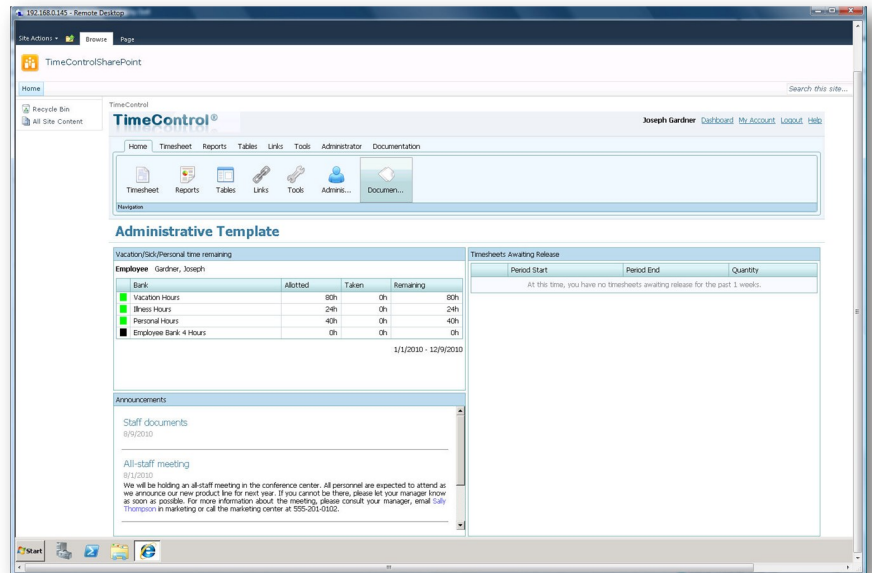 192.168.0.145 - Remote Desktop
Site Actions
Browse
Page
TimeControlSharePoint
Home
Search this site...
Recycle Bin
All Site Content
TimeControl
TimeControl®
Joseph Gardner Dashboard My Account Logout Help
Home Timesheet Reports Tables Links Tools Administrator Documentation
Timesheet Reports Tables Links Tools Adminis... Documen...
Navigation
Administrative Template
Vacation/Sick/Personal time remaining
Employee Gardner, Joseph
Bank Allotted Taken Remaining
Vacation Hours 80h 0h 80h
Illness Hours 24h 0h 24h
Personal Hours 40h 0h 40h
Employee Bank 4 Hours 0h 0h 0h
1/1/2010 - 12/9/2010
Timesheets Awaiting Release
Period Start Period End Quantity
At this time, you have no timesheets awaiting release for the past 1 weeks.
Announcements
Staff documents
8/9/2010
All-staff meeting
8/1/2010
We will be holding an all-staff meeting in the conference center. All personnel are expected to attend as
we announce our new product line for next year. If you cannot be there, please let your manager know
as soon as possible. For more information about the meeting, please consult your manager, email Sally
Thompson in marketing or call the marketing center at 555-201-0102.
Start